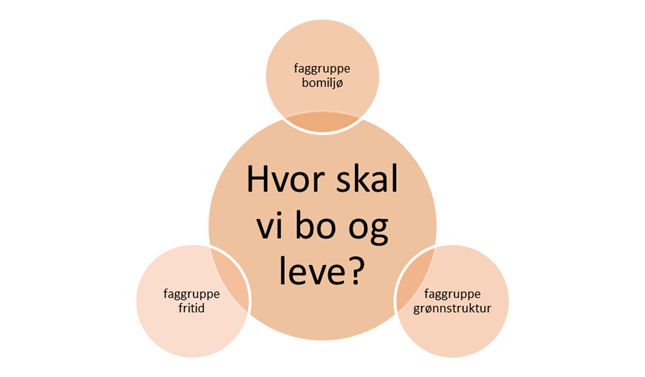 faggruppe
bomiljø
Hvor skal
vi bo og
leve?
faggruppe
fritid
faggruppe
grønnstruktur